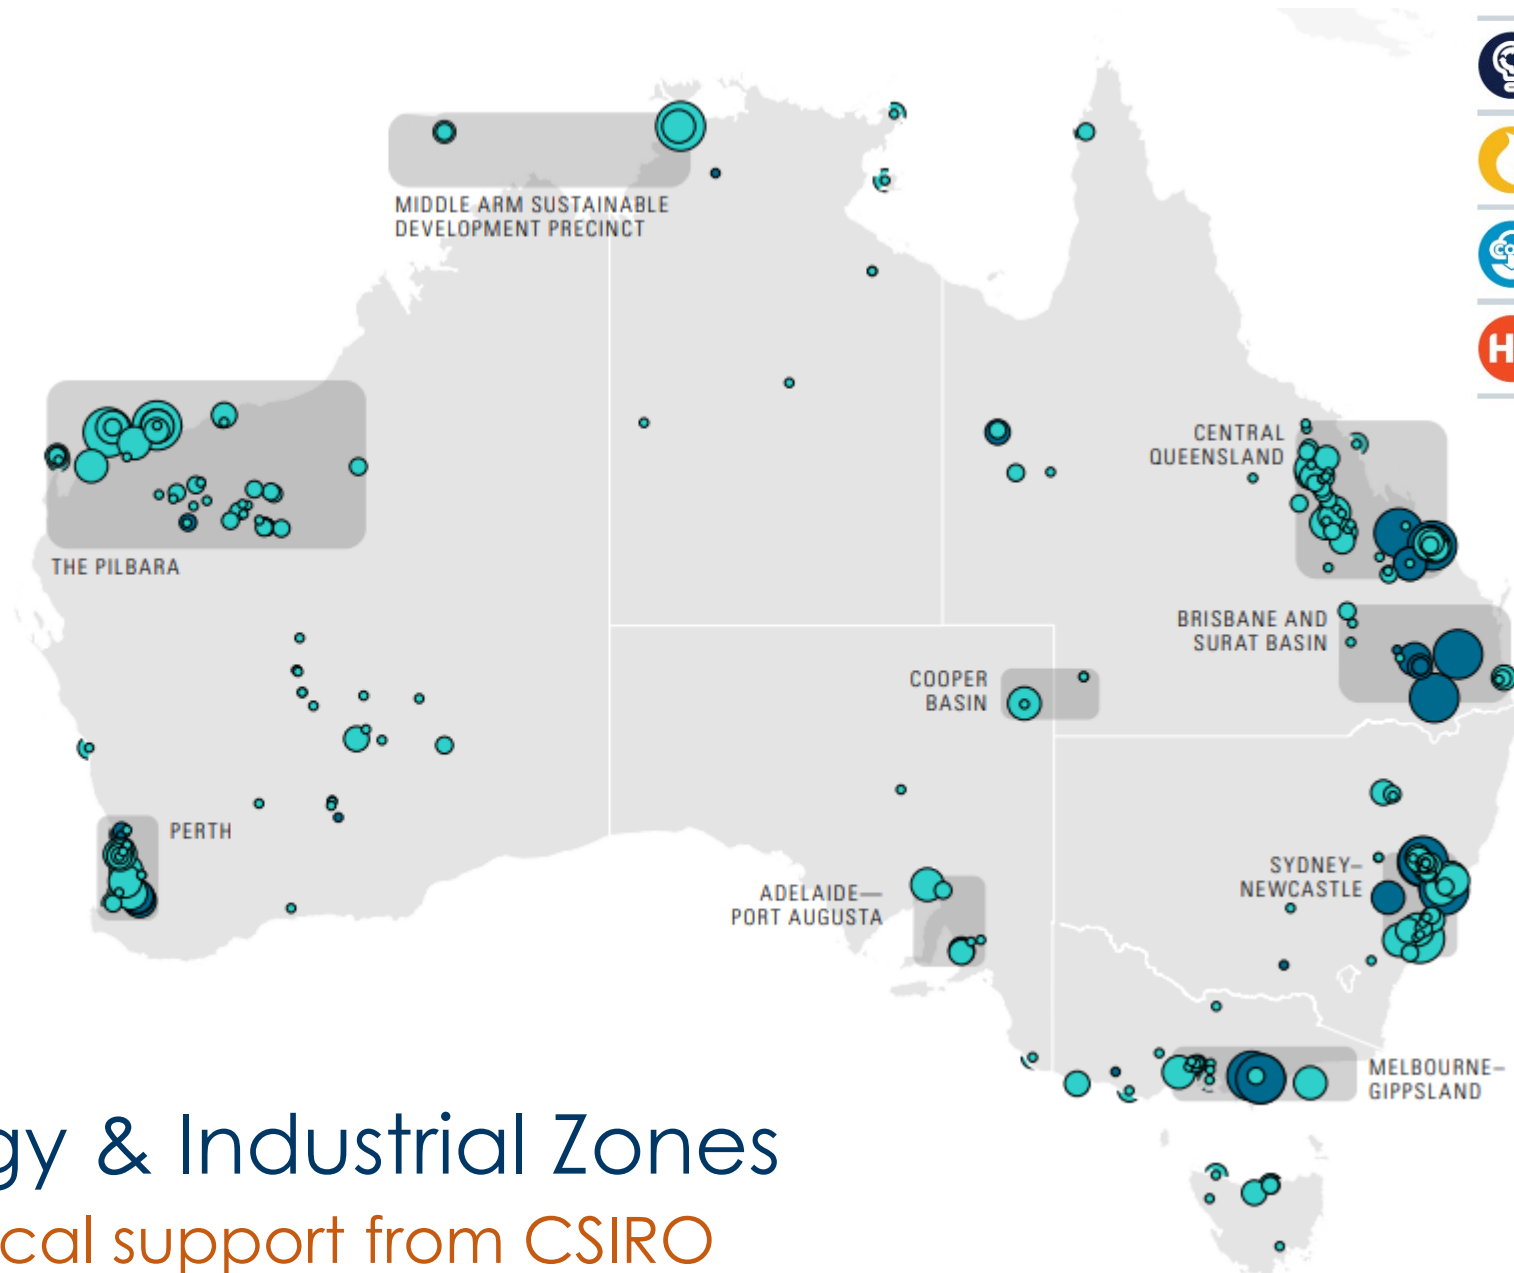 MIDDLE ARM SUSTAINABLE
DEVELOPMENT PRECINCT
THE PILBARA
CENTRAL
QUEENSLAND
BRISBANE AND
SURAT BASIN
COOPER
BASIN
PERTH
ADELAIDE—
PORT AUGUSTA
SYDNEY–
NEWCASTLE
MELBOURNE–
GIPPSLAND
gy & Industrial Zones
cal support from CSIRO
H